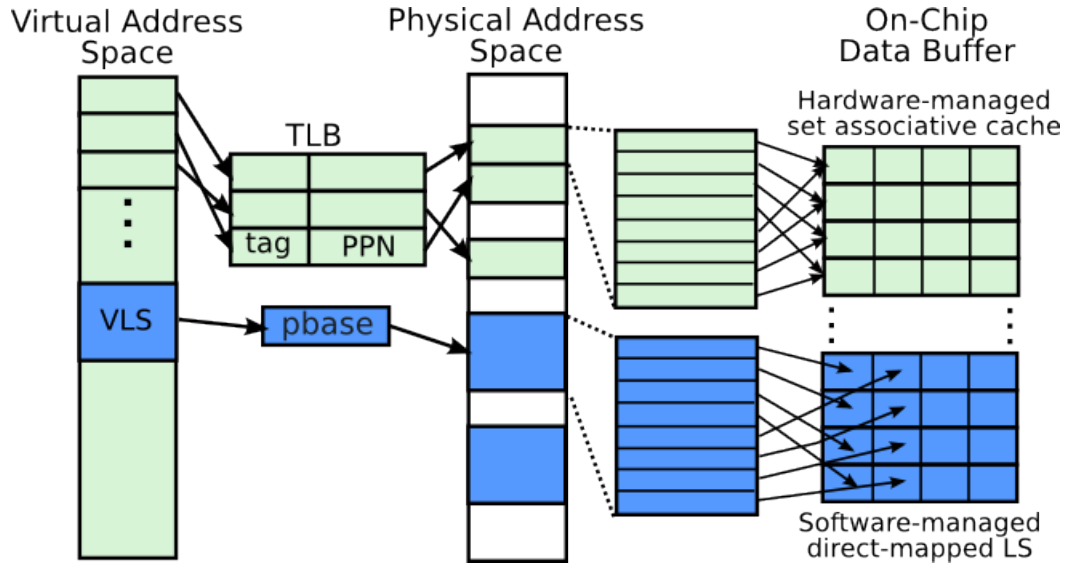 Virtual Address
Space
Physical Address
Space
On-Chip
Data Buffer
Hardware-managed
set associative cache
TLB
tag
PPN
VLS
pbase
Software-managed
direct-mapped LS